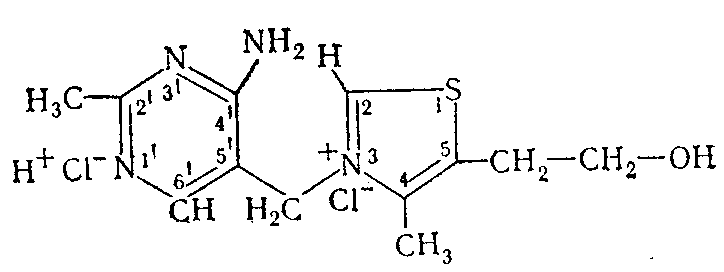 NH₂
H
N
3'
S
1
H₃C
2'
4'
2
H⁺ Cl⁻ N 1'
5'
+
N 3
5
CH₂—CH₂—OH
6'
4
CH
H₂C
Cl⁻
CH₃